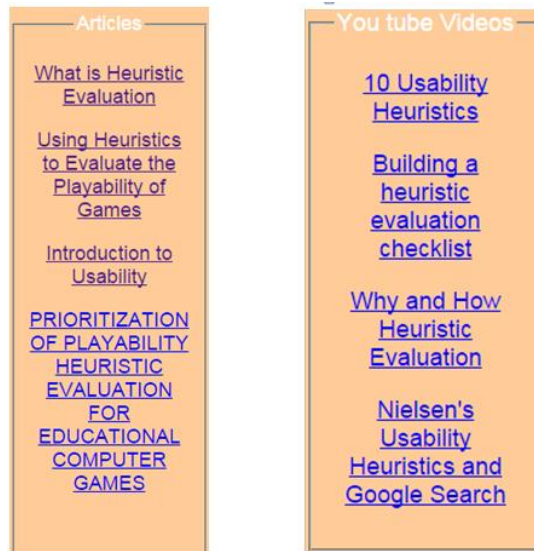 Articles
What is Heuristic
Evaluation
Using Heuristics
to Evaluate the
Playability of
Games
Introduction to
Usability
PRIORITIZATION
OF PLAYABILITY
HEURISTIC
EVALUATION
FOR
EDUCATIONAL
COMPUTER
GAMES
You tube Videos
10 Usability
Heuristics
Building a
heuristic
evaluation
checklist
Why and How
Heuristic
Evaluation
Nielsen's
Usability
Heuristics and
Google Search